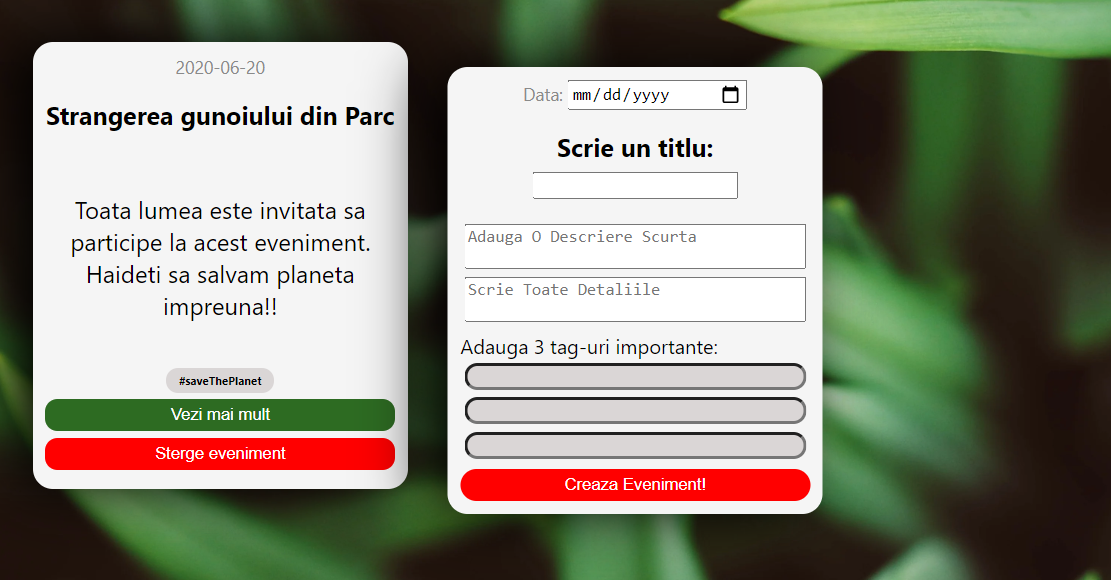 2020-06-20
Strangerea gunoiului din Parc
Toata lumea este invitata sa
participe la acest eveniment.
Haideti sa salvam planeta
impreuna!!
#saveThePlanet
Vezi mai mult
Sterge eveniment
Data: mm/dd/yyyy
Scrie un titlu:
Adauga O Descriere Scurta
Scrie Toate Detaliile
Adauga 3 tag-uri importante:
Creaza Eveniment!